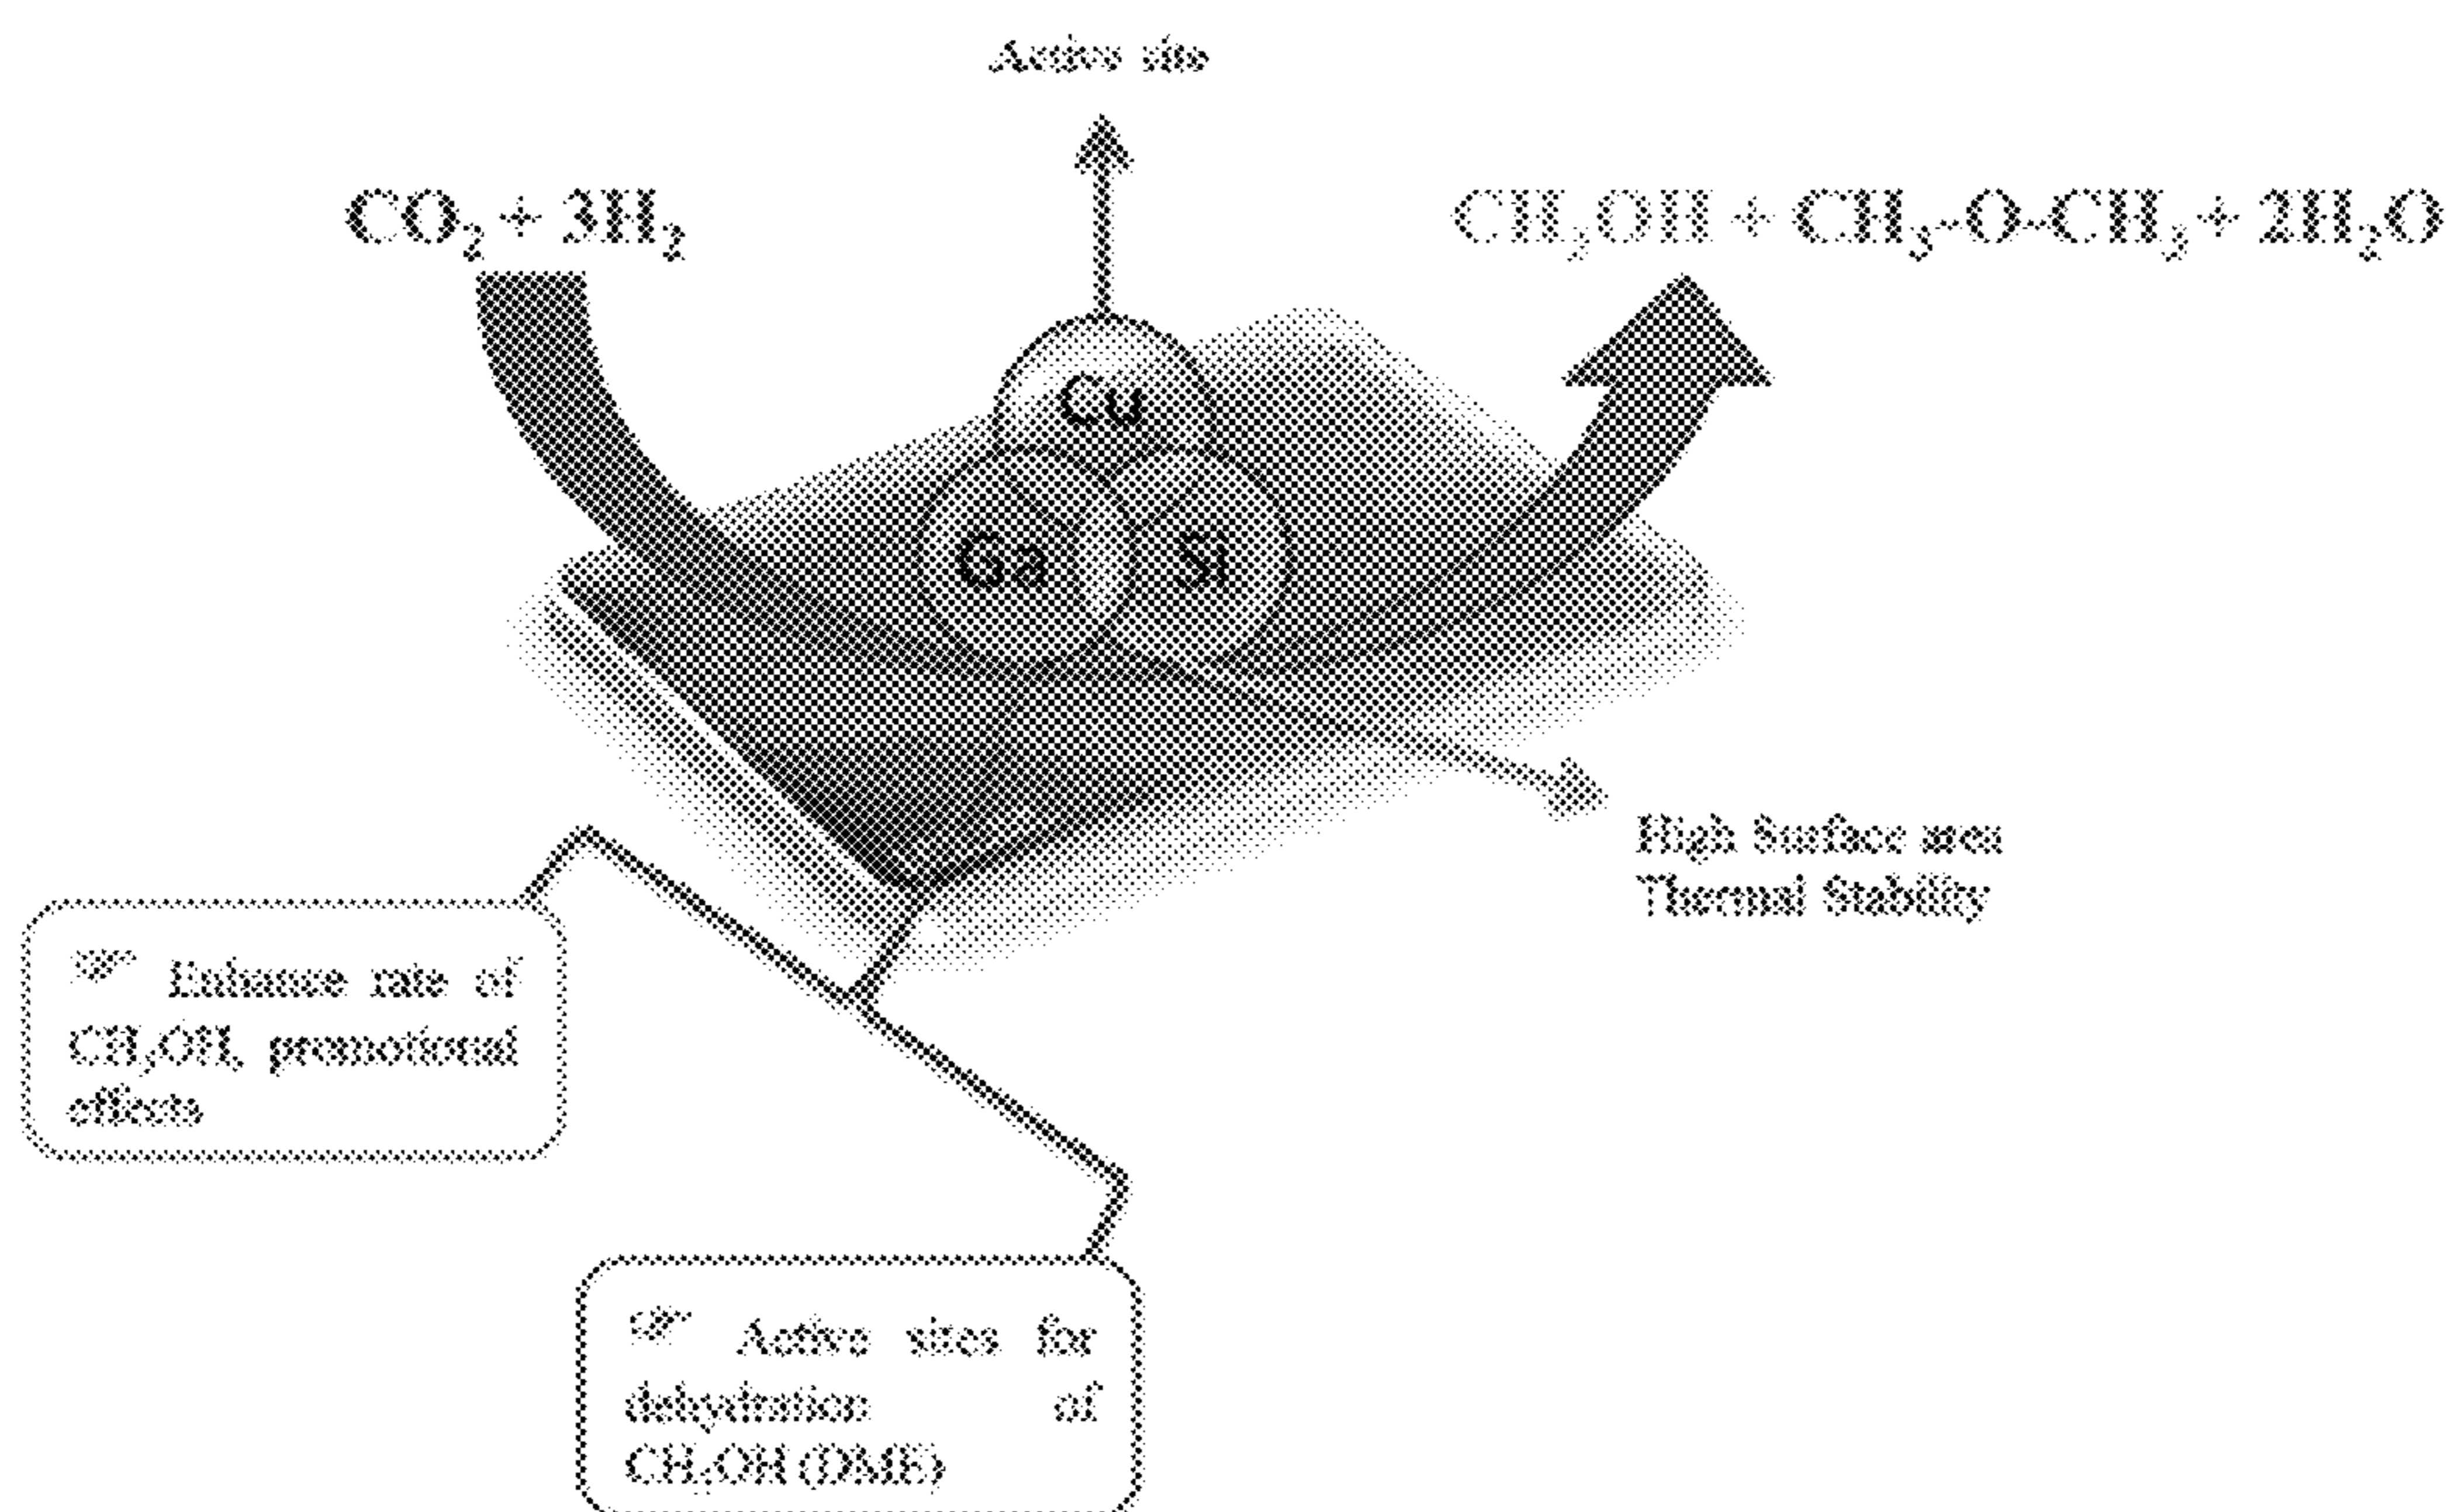 Active site
CO₂ + 3H₂
CH₃OH + CH₃-O-CH₃ + 2H₂O
Cu
Ga
Si
High Surface area
Thermal Stability
☞ Enhance rate of
CH₃OH, promotional
effects
☞ Active sites for
dehydration of
CH₃OH (DME)